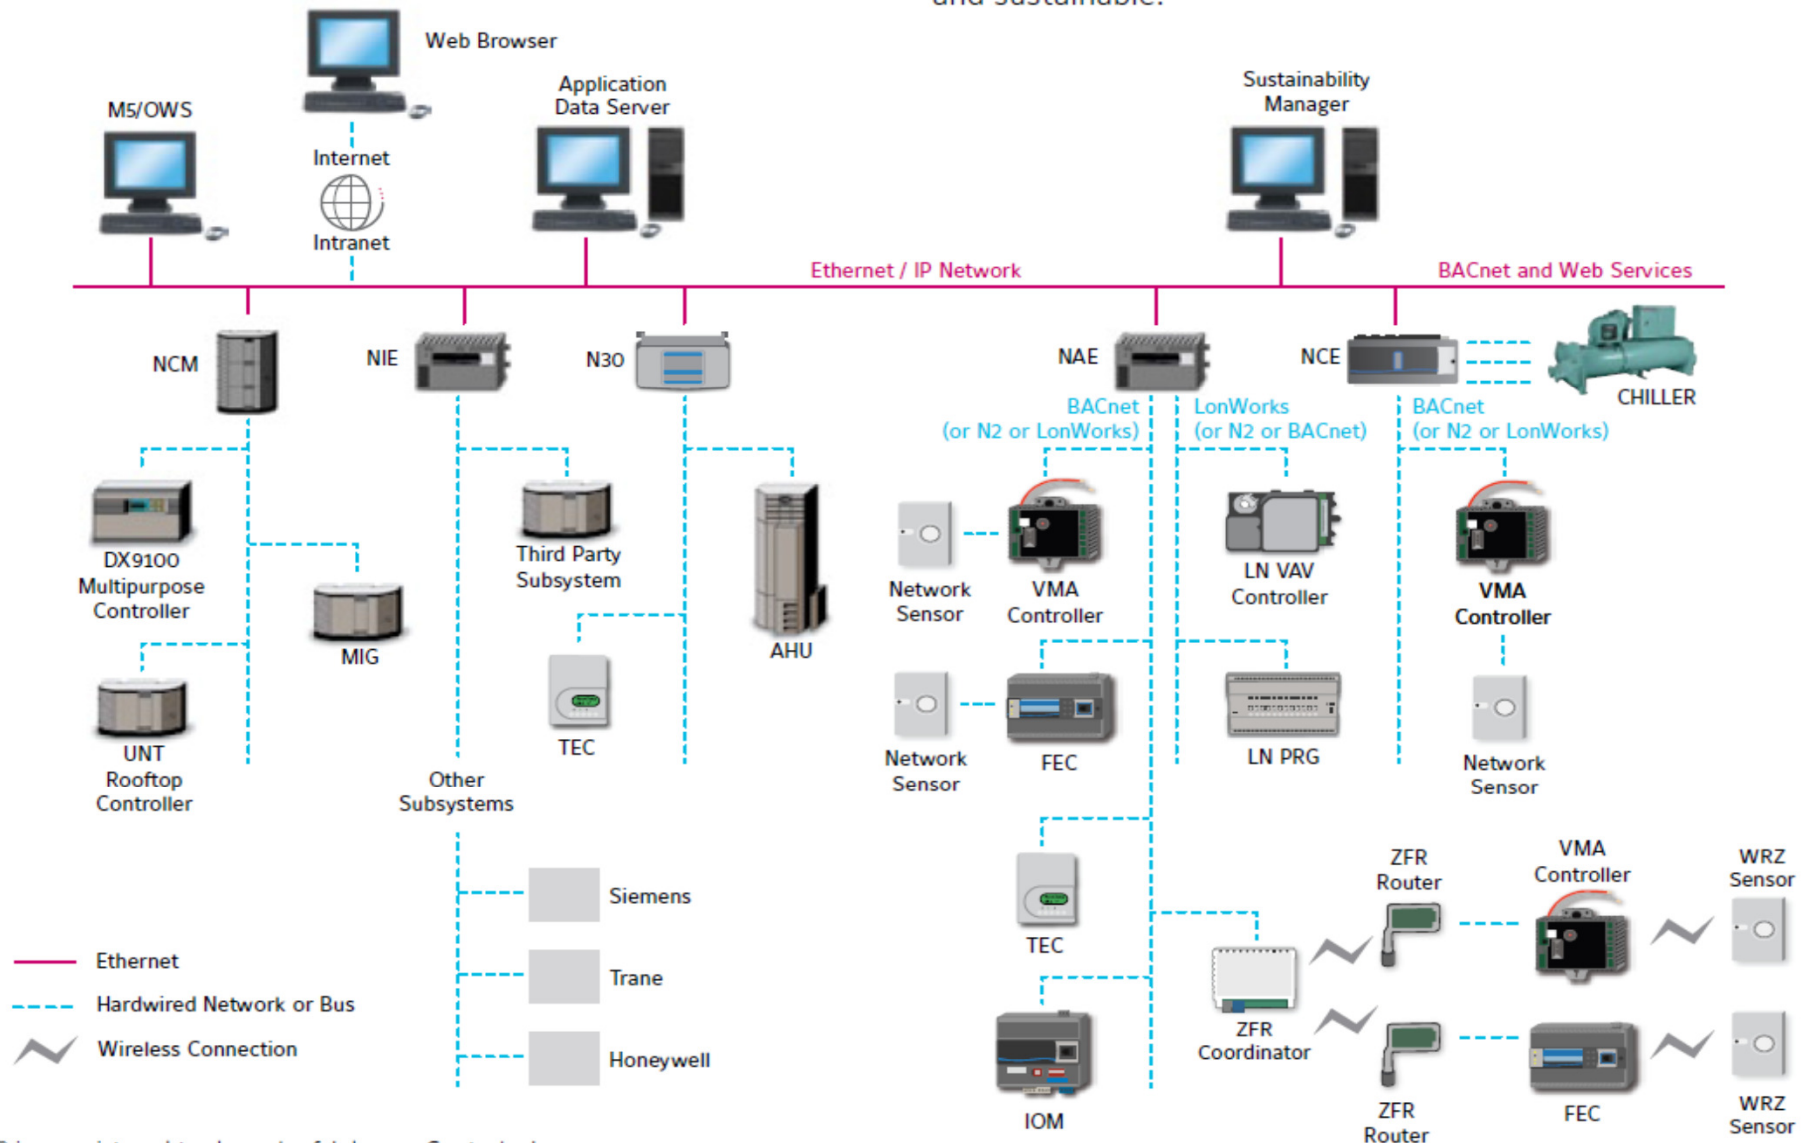 and sustainable.
Web Browser
M5/OWS
Application
Data Server
Sustainability
Manager
Internet
Intranet
Ethernet / IP Network
BACnet and Web Services
NCM
NIE
N30
NAE
NCE
CHILLER
BACnet
(or N2 or LonWorks)
LonWorks
(or N2 or BACnet)
BACnet
(or N2 or LonWorks)
DX9100
Multipurpose
Controller
MIG
UNT
Rooftop
Controller
Third Party
Subsystem
TEC
AHU
Other
Subsystems
Siemens
Trane
Honeywell
Network
Sensor
VMA
Controller
LN VAV
Controller
VMA
Controller
Network
Sensor
FEC
LN PRG
Network
Sensor
TEC
IOM
ZFR
Coordinator
ZFR
Router
VMA
Controller
WRZ
Sensor
ZFR
Router
FEC
WRZ
Sensor
Ethernet
Hardwired Network or Bus
Wireless Connection